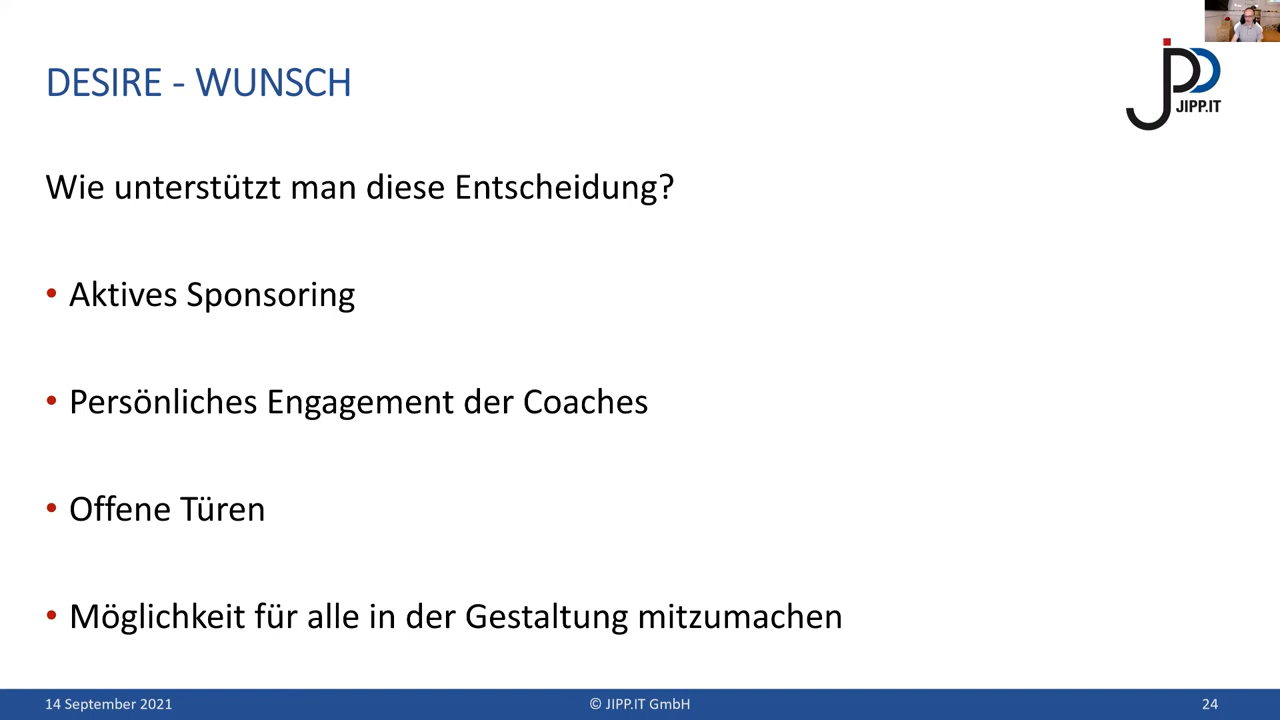 DESIRE - WUNSCH
JIPP.IT
Wie unterstützt man diese Entscheidung?
• Aktives Sponsoring
• Persönliches Engagement der Coaches
• Offene Türen
• Möglichkeit für alle in der Gestaltung mitzumachen
14 September 2021
© JIPP.IT GmbH
24